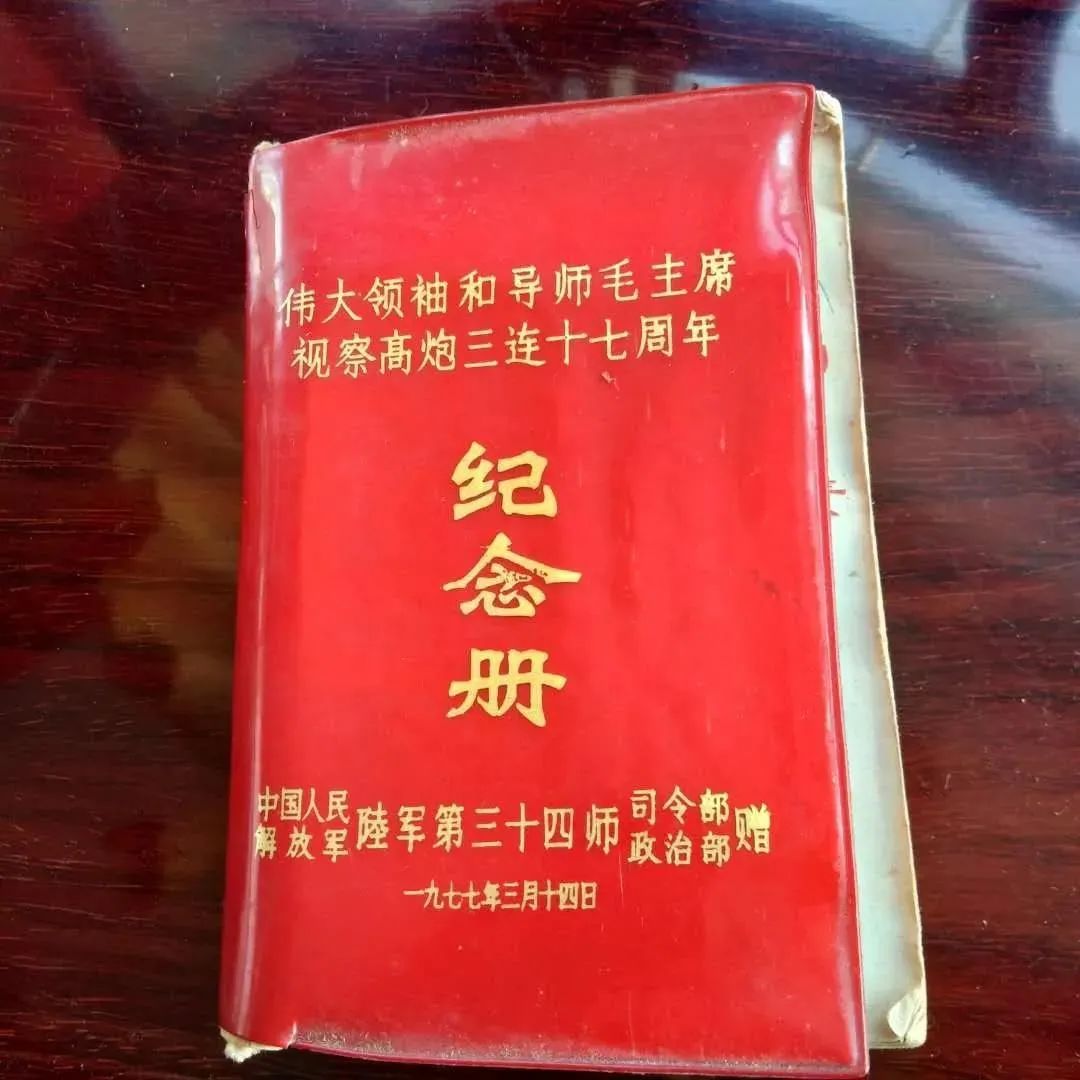 伟大领袖和导师毛主席
视察高炮三连十七周年
纪
念
册
中国人民
解放军
陸军第三十四师
司令部
政治部
赠
一九七七年三月十四日